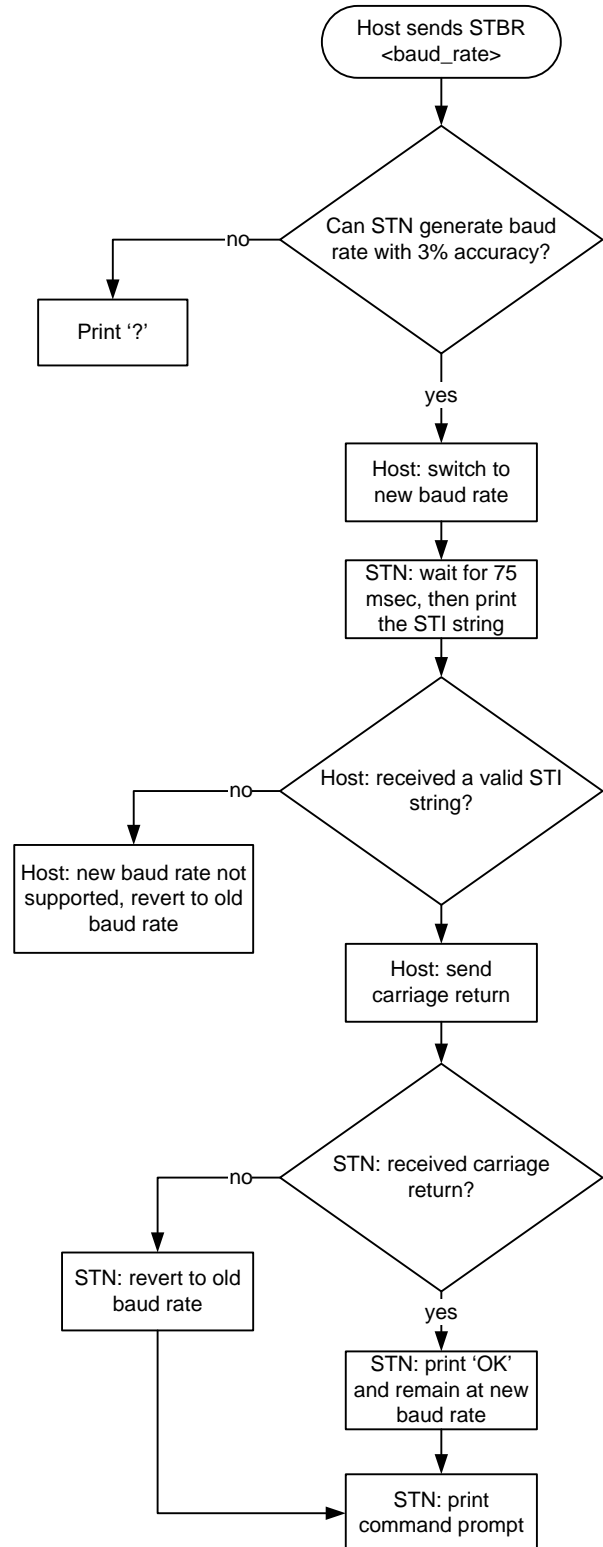 Host sends STBR
<baud_rate>
Can STN generate baud
rate with 3% accuracy?
no
Print ‘?’
yes
Host: switch to
new baud rate
STN: wait for 75
msec, then print
the STI string
Host: received a valid STI
string?
no
Host: new baud rate not
supported, revert to old
baud rate
Host: send
carriage return
STN: received carriage
return?
no
STN: revert to old
baud rate
yes
STN: print ‘OK’
and remain at new
baud rate
STN: print
command prompt